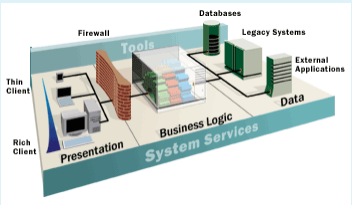 Databases
Firewall
Legacy Systems
Tools
External
Applications
Thin
Client
Rich
Client
Presentation
Business Logic
Data
System Services